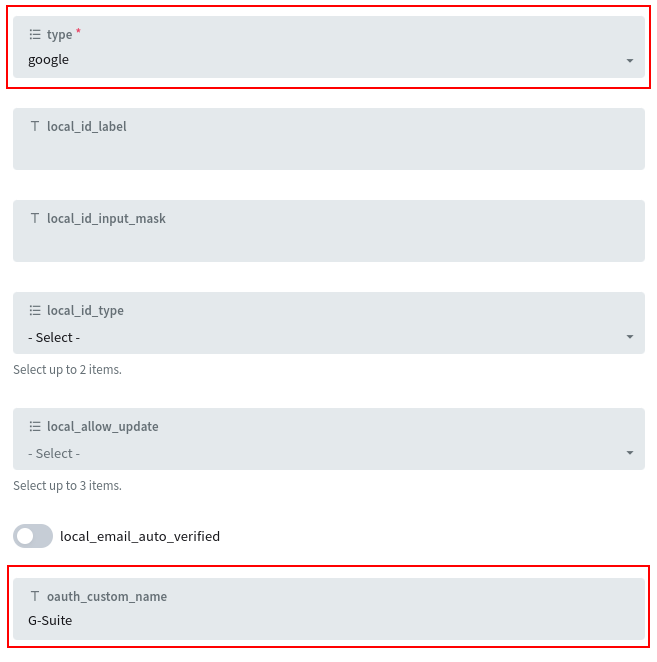 type *
google
local_id_label
local_id_input_mask
local_id_type
- Select -
Select up to 2 items.
local_allow_update
- Select -
Select up to 3 items.
local_email_auto_verified
oauth_custom_name
G-Suite